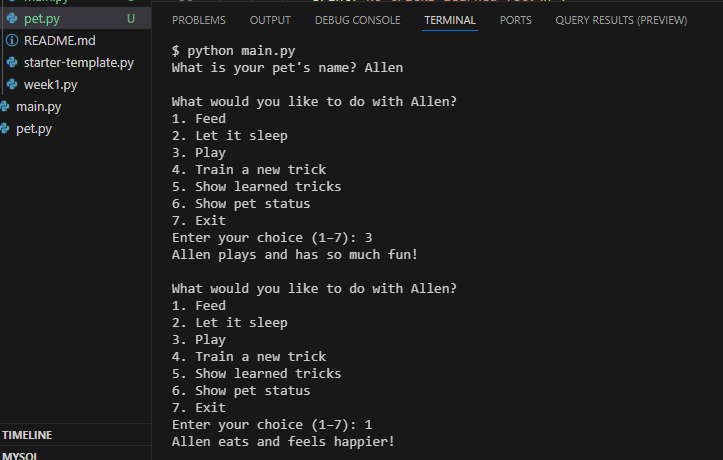 pet.py U
README.md
starter-template.py
week1.py
main.py
pet.py
TIMELINE
MYSQL
PROBLEMS OUTPUT DEBUG CONSOLE TERMINAL PORTS QUERY RESULTS (PREVIEW)
$ python main.py
What is your pet's name? Allen
What would you like to do with Allen?
1. Feed
2. Let it sleep
3. Play
4. Train a new trick
5. Show learned tricks
6. Show pet status
7. Exit
Enter your choice (1–7): 3
Allen plays and has so much fun!
What would you like to do with Allen?
1. Feed
2. Let it sleep
3. Play
4. Train a new trick
5. Show learned tricks
6. Show pet status
7. Exit
Enter your choice (1–7): 1
Allen eats and feels happier!